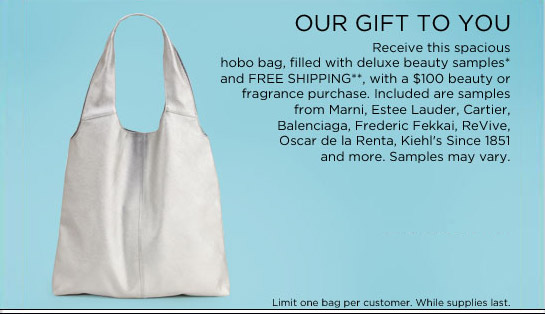 OUR GIFT TO YOU
Receive this spacious
hobo bag, filled with deluxe beauty samples*
and FREE SHIPPING**, with a $100 beauty or
fragrance purchase. Included are samples
from Marni, Estee Lauder, Cartier,
Balenciaga, Frederic Fekkai, ReVive,
Oscar de la Renta, Kiehl's Since 1851
and more. Samples may vary.
Limit one bag per customer. While supplies last.